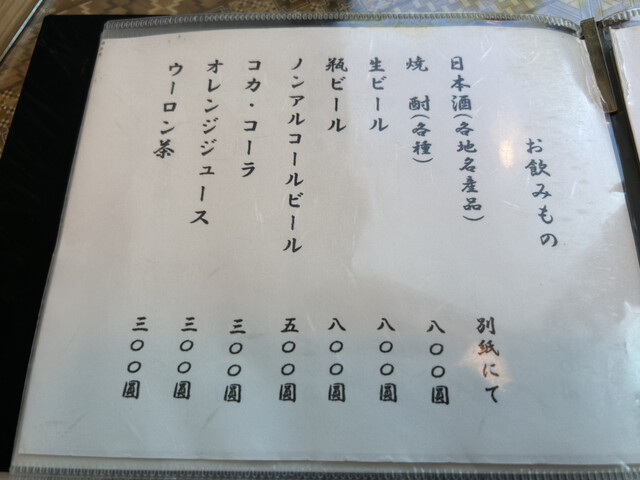 お飲みもの
日本酒(各地名産品) 別紙にて
焼 酎(各種) 八〇〇圓
生ビール 八〇〇圓
瓶ビール 八〇〇圓
ノンアルコールビール 五〇〇圓
コカ・コーラ 三〇〇圓
オレンジジュース 三〇〇圓
ウーロン茶 三〇〇圓